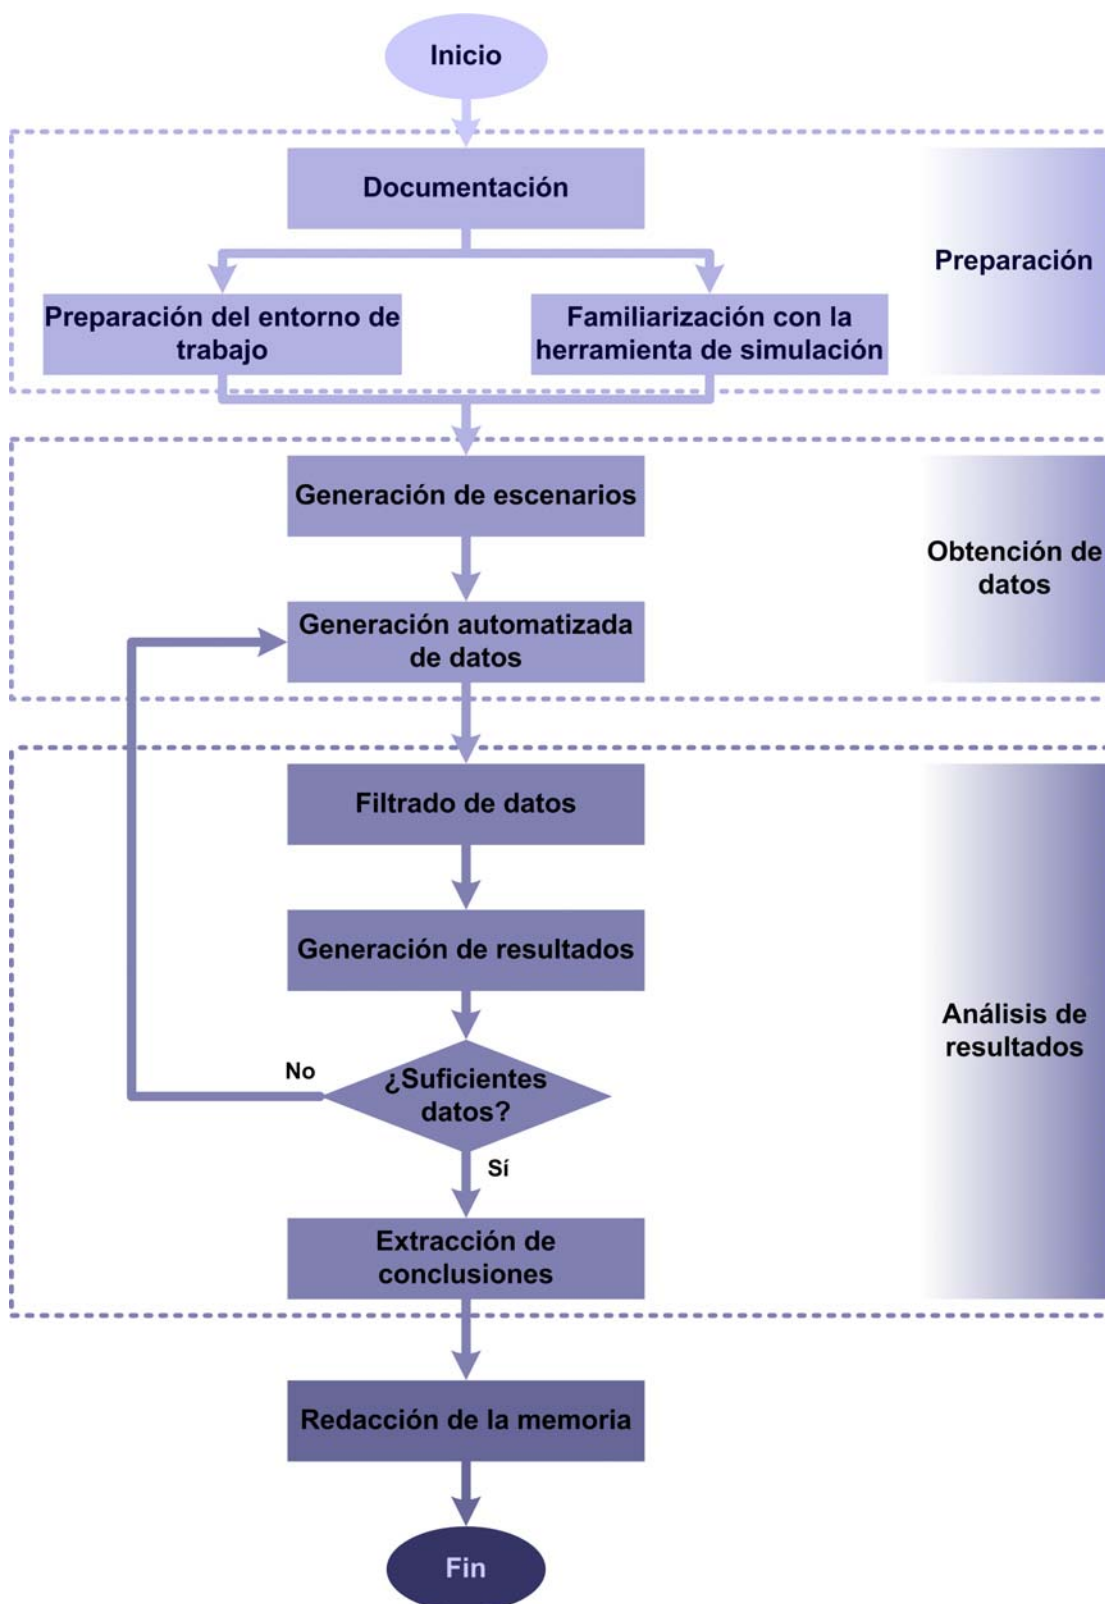 Inicio
Documentación
Preparación
Preparación del entorno de
trabajo
Familiarización con la
herramienta de simulación
Generación de escenarios
Obtención de
datos
Generación automatizada
de datos
Filtrado de datos
Generación de resultados
Análisis de
resultados
¿Suficientes
datos?
No
Sí
Extracción de
conclusiones
Redacción de la memoria
Fin